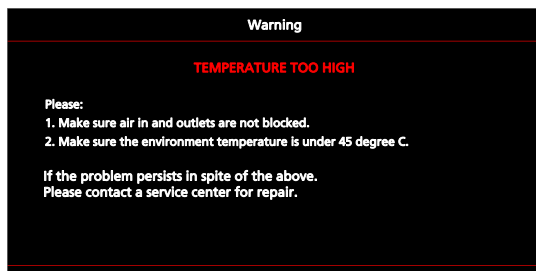 Warning
TEMPERATURE TOO HIGH
Please:
1. Make sure air in and outlets are not blocked.
2. Make sure the environment temperature is under 45 degree C.
If the problem persists in spite of the above.
Please contact a service center for repair.